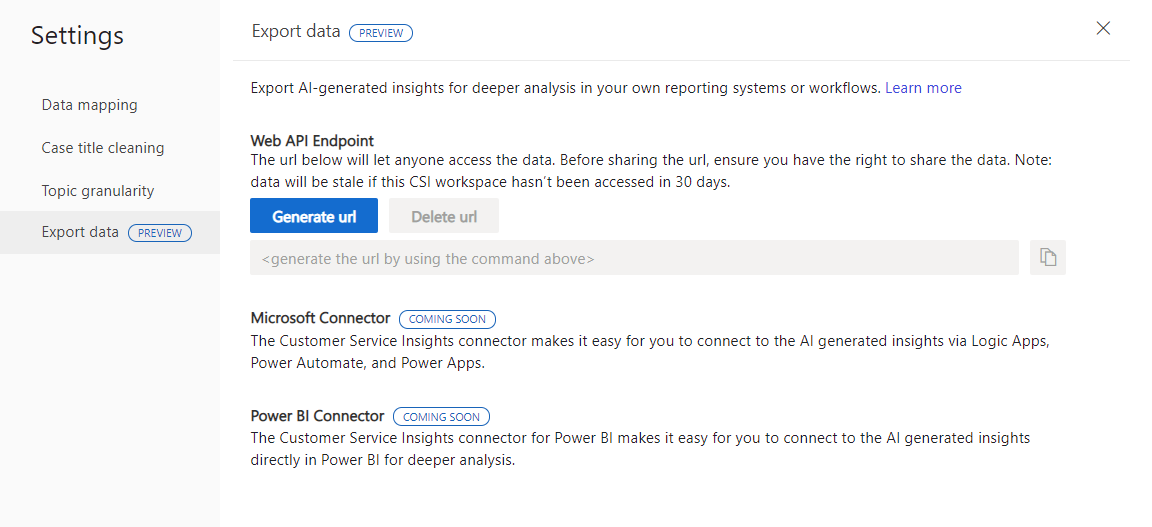 Settings
Data mapping
Case title cleaning
Topic granularity
Export data PREVIEW
Export data PREVIEW
Export AI-generated insights for deeper analysis in your own reporting systems or workflows. Learn more
Web API Endpoint
The url below will let anyone access the data. Before sharing the url, ensure you have the right to share the data. Note:
data will be stale if this CSI workspace hasn't been accessed in 30 days.
Generate url Delete url
<generate the url by using the command above>
Microsoft Connector COMING SOON
The Customer Service Insights connector makes it easy for you to connect to the AI generated insights via Logic Apps,
Power Automate, and Power Apps.
Power BI Connector COMING SOON
The Customer Service Insights connector for Power BI makes it easy for you to connect to the AI generated insights
directly in Power BI for deeper analysis.